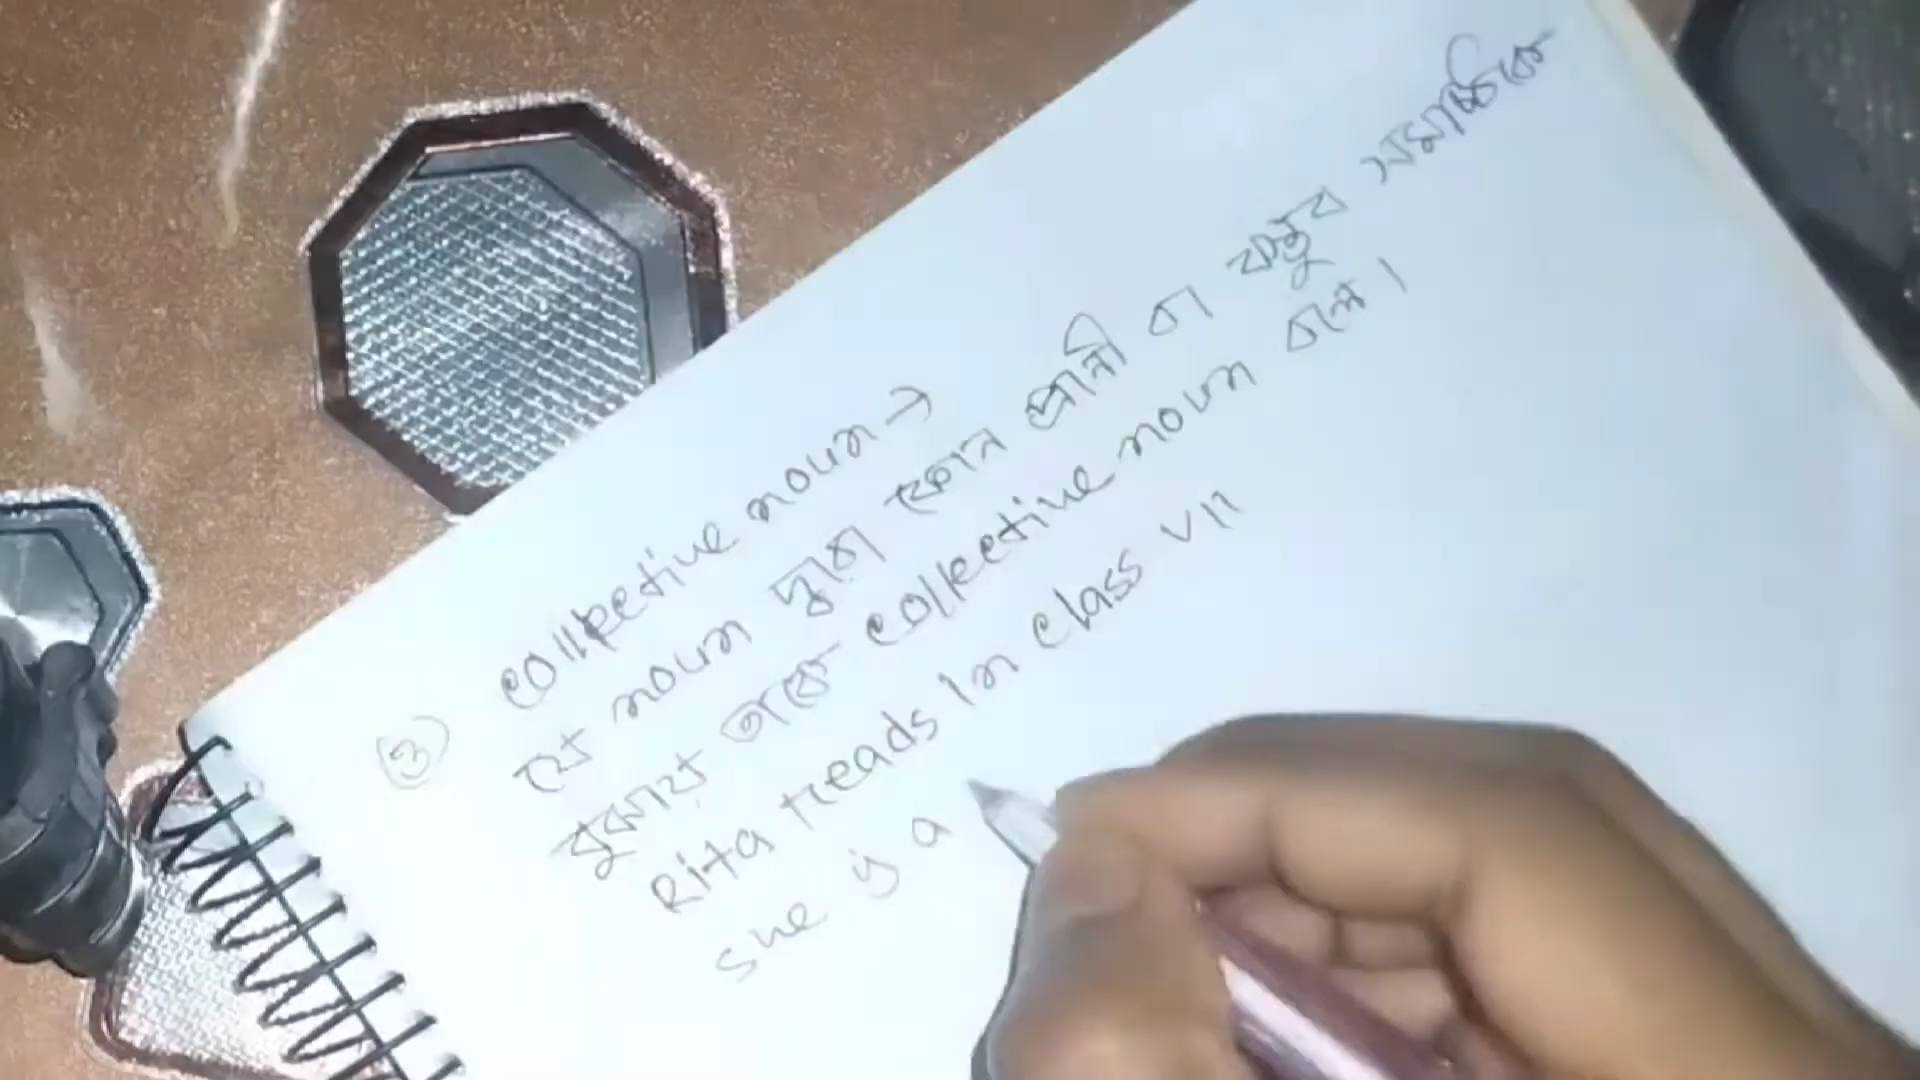 ③ collective noun →
যে noun দ্বারা কোন প্রানী বা বস্তুর সমষ্টিকে
বুঝায় তাকে collective noun বলে।
Rita reads in class VII
she is a